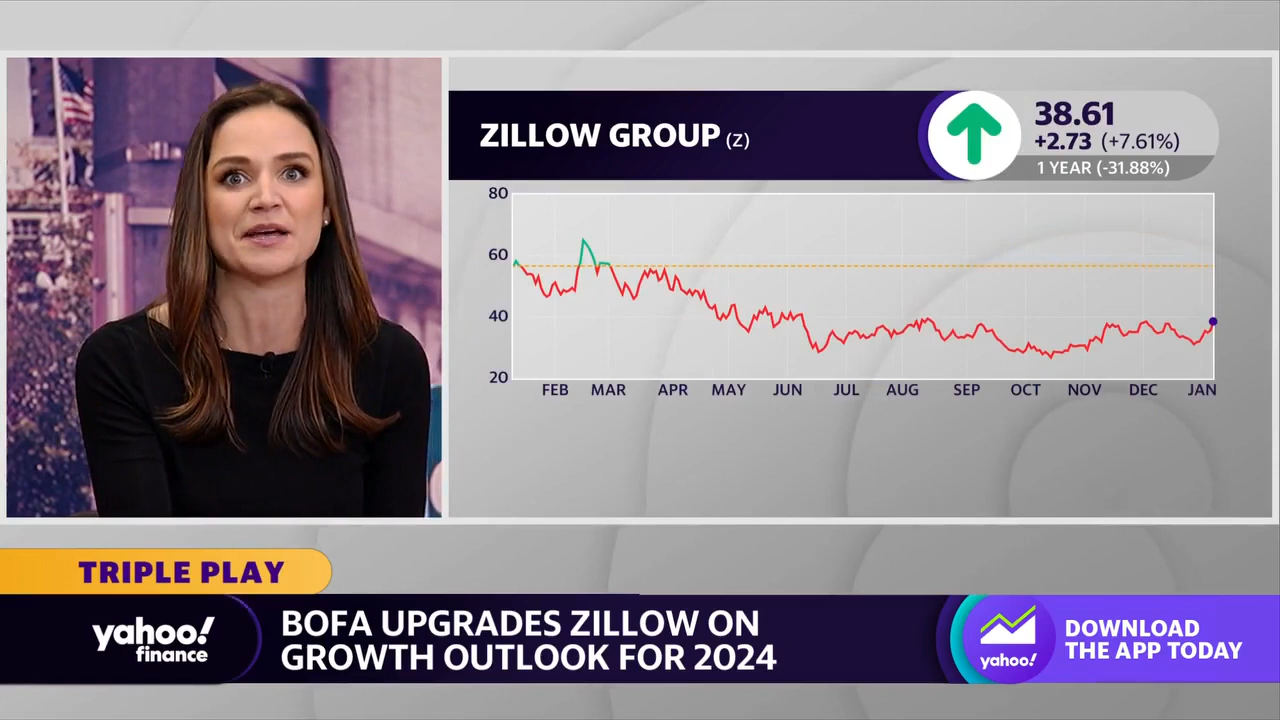 ZILLOW GROUP (Z)
38.61
+2.73 (+7.61%)
1 YEAR (-31.88%)
80
60
40
20
FEB MAR APR MAY JUN JUL AUG SEP OCT NOV DEC JAN
TRIPLE PLAY
yahoo!
finance
BOFA UPGRADES ZILLOW ON
GROWTH OUTLOOK FOR 2024
yahoo!
DOWNLOAD
THE APP TODAY